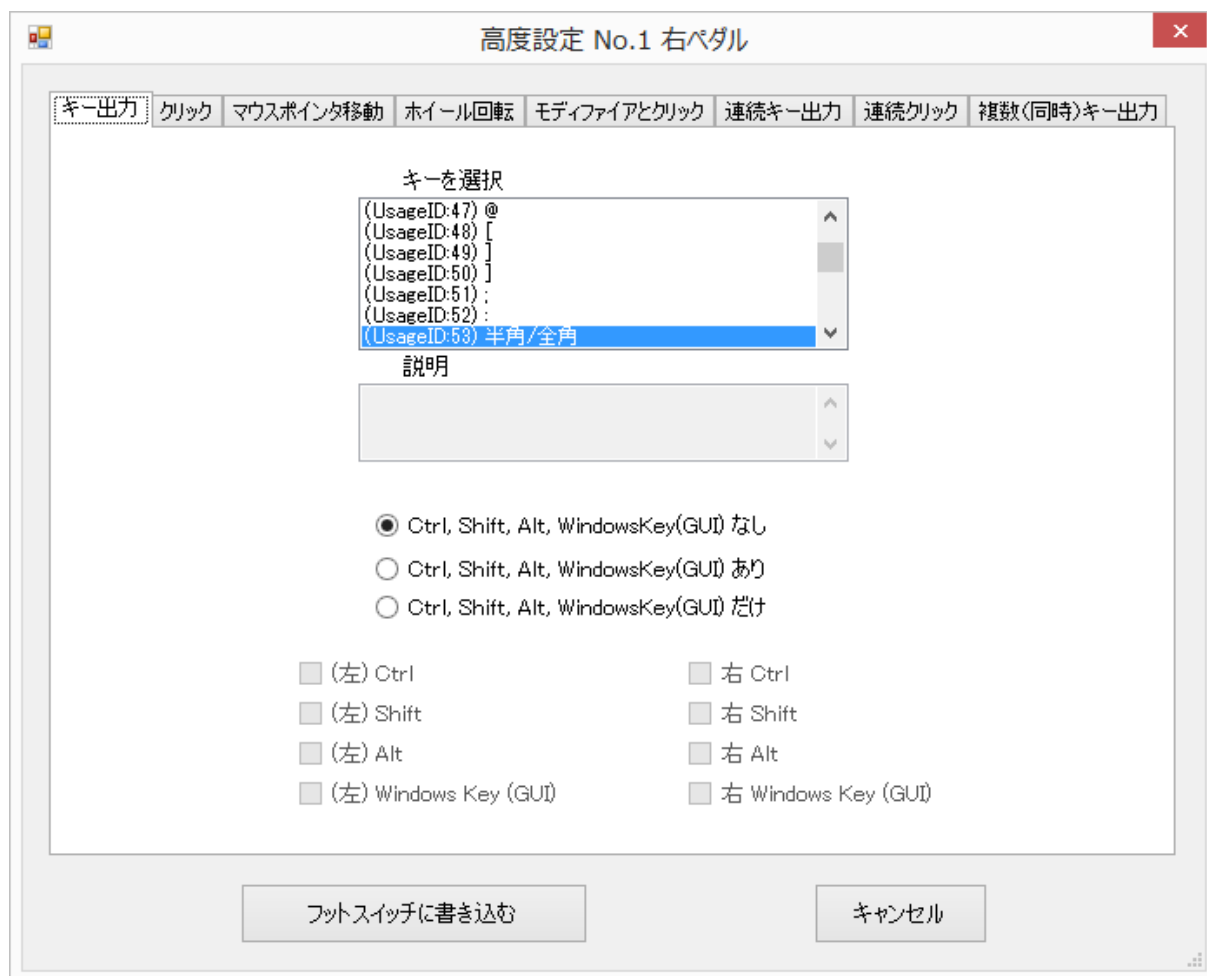 高度設定 No.1 右ペダル
キー出力 クリック マウスポインタ移動 ホイール回転 モディファイアとクリック 連続キー出力 連続クリック 複数(同時)キー出力
キーを選択
(UsageID:47) @
(UsageID:48) [
(UsageID:49) ]
(UsageID:50) ]
(UsageID:51) ;
(UsageID:52) :
(UsageID:53) 半角/全角
説明
Ctrl, Shift, Alt, WindowsKey(GUI) なし
Ctrl, Shift, Alt, WindowsKey(GUI) あり
Ctrl, Shift, Alt, WindowsKey(GUI) だけ
(左) Ctrl 右 Ctrl
(左) Shift 右 Shift
(左) Alt 右 Alt
(左) Windows Key (GUI) 右 Windows Key (GUI)
フットスイッチに書き込む キャンセル